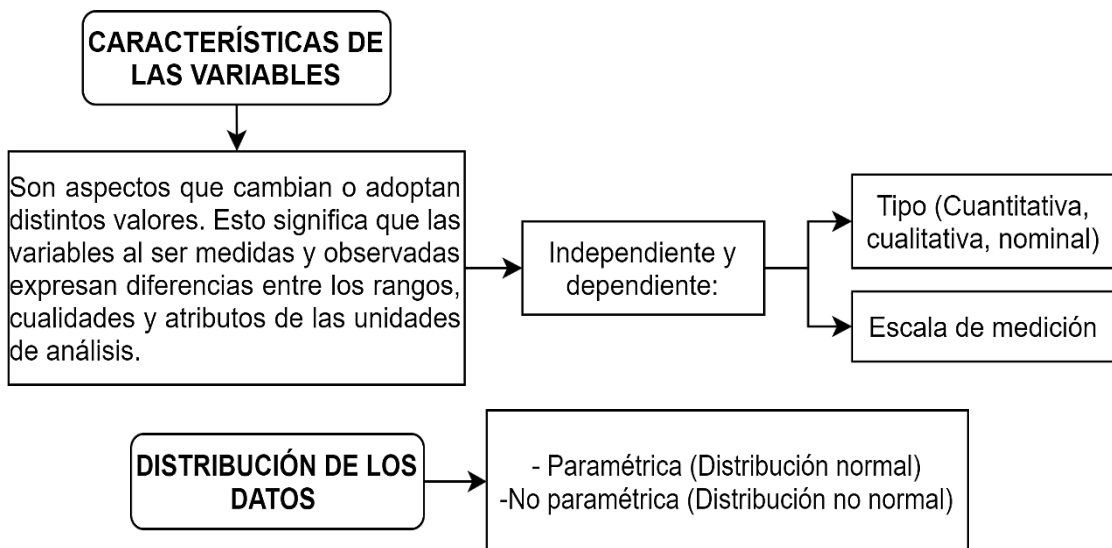 CARACTERÍSTICAS DE
LAS VARIABLES
Son aspectos que cambian o adoptan
distintos valores. Esto significa que las
variables al ser medidas y observadas
expresan diferencias entre los rangos,
cualidades y atributos de las unidades
de análisis.
Independiente y
dependiente:
Tipo (Cuantitativa,
cualitativa, nominal)
Escala de medición
DISTRIBUCIÓN DE LOS
DATOS
- Paramétrica (Distribución normal)
-No paramétrica (Distribución no normal)